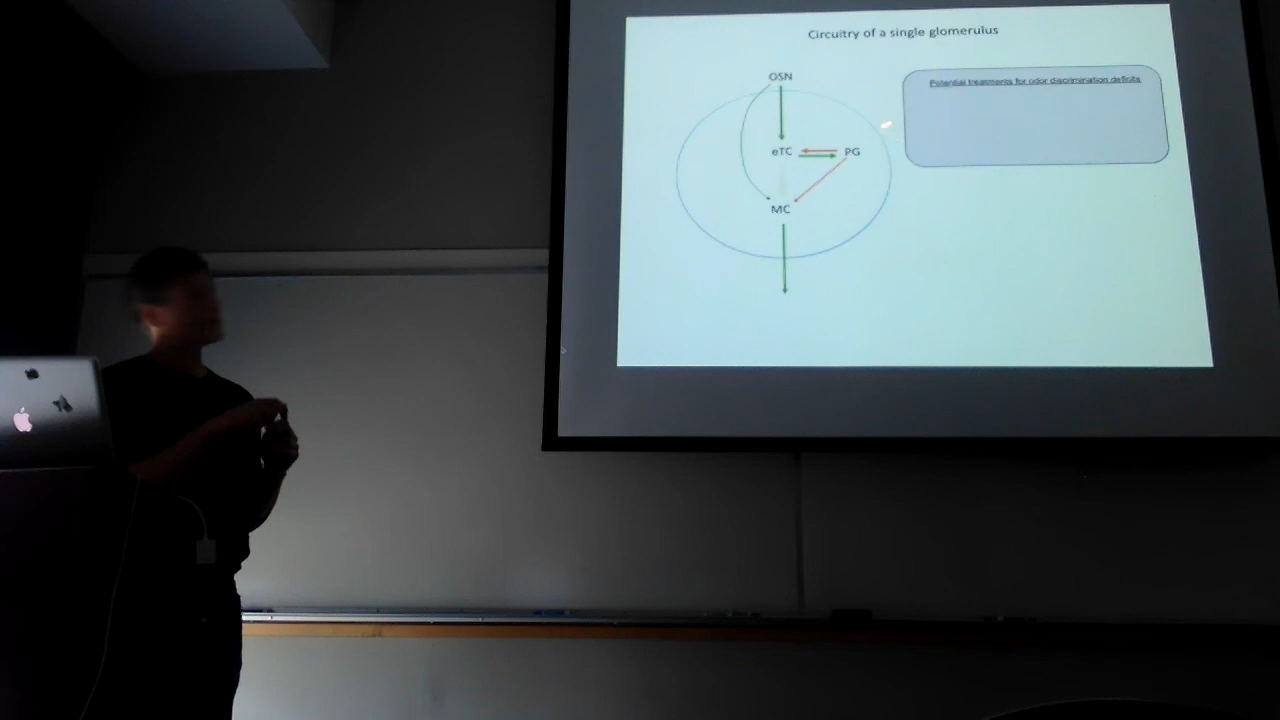 Circuitry of a single glomerulus
OSN
Potential treatments for odor discrimination deficits
eTC
PG
MC